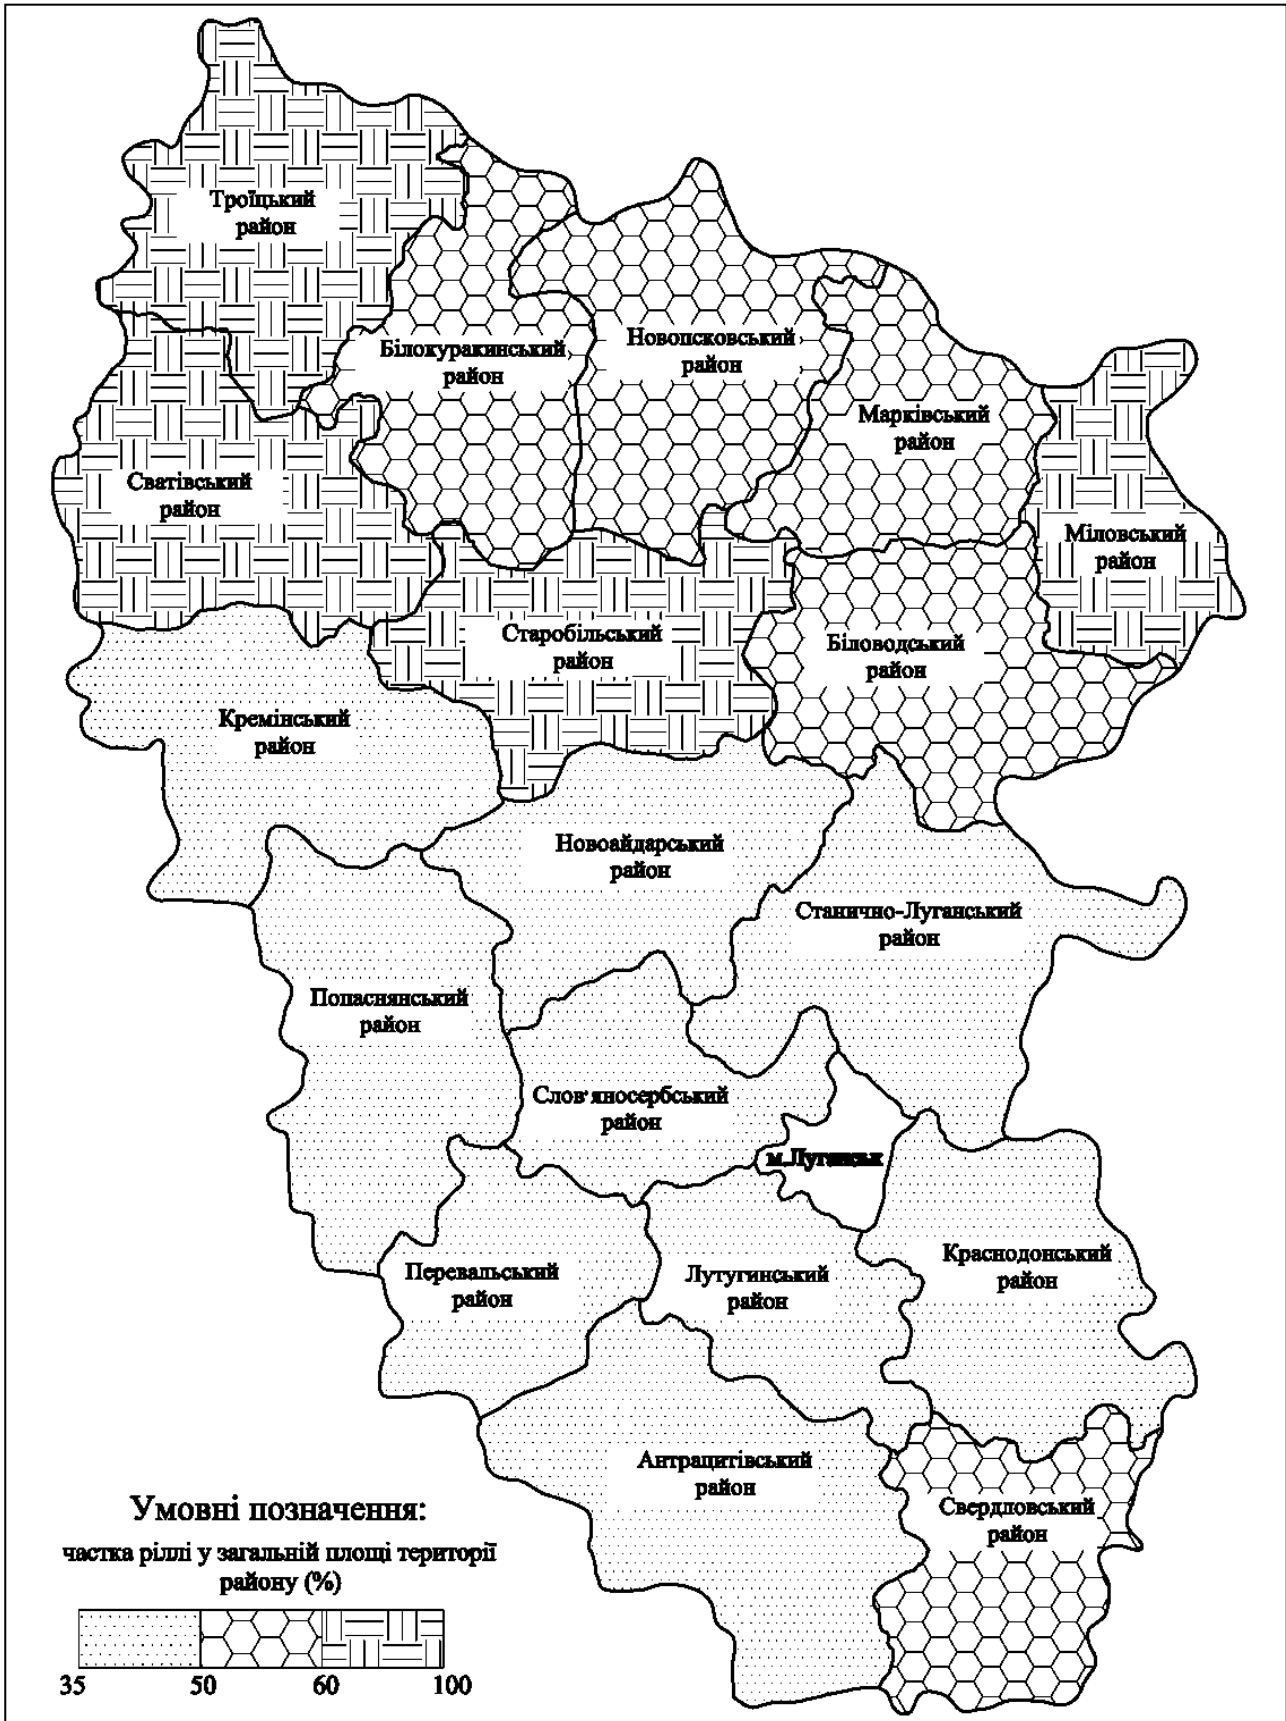 Троїцький
район
Білокуракинський
район
Новопсковський
район
Марківський
район
Сватівський
район
Міловський
район
Старобільський
район
Біловодський
район
Кремінський
район
Новоайдарський
район
Станично-Луганський
район
Попаснянський
район
Слов'яносербський
район
м.Луганськ
Перевальський
район
Лутугинський
район
Краснодонський
район
Антрацитівський
район
Свердловський
район
Умовні позначення:
частка ріллі у загальній площі території
району (%)
35 50 60 100